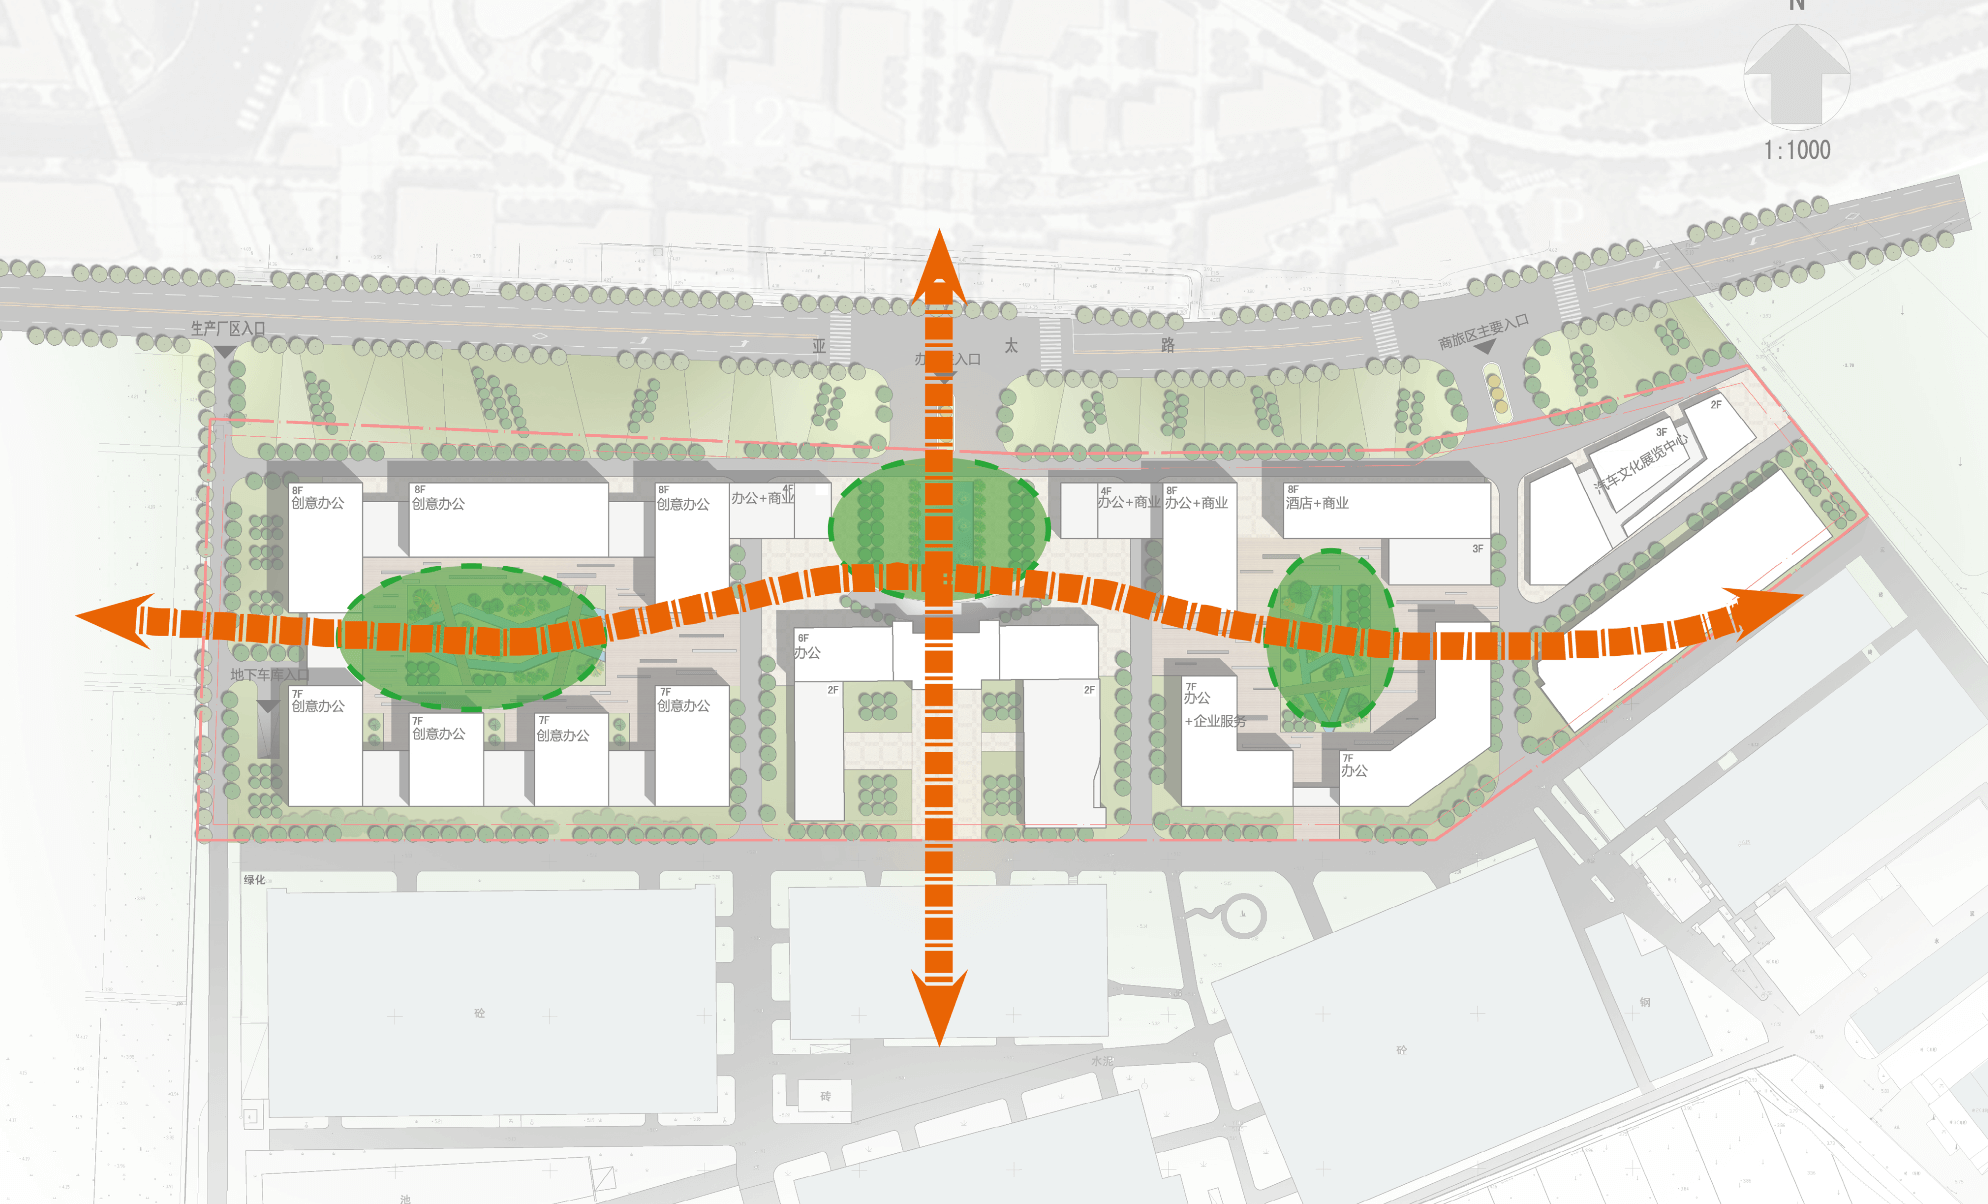 N
10
12
P
1:1000
生产厂区入口
亚
太
路
入口
商旅区主要入口
2F
3F
汽车文化展览中心
8F
创意办公
8F
创意办公
8F
创意办公
4F
办公+商业
4F
办公+商业
8F
办公+商业
8F
酒店+商业
3F
6F
办公
地下车库入口
7F
创意办公
7F
创意办公
7F
创意办公
7F
创意办公
2F
2F
7F
办公
+企业服务
7F
办公
绿化
砼
水泥
砖
砼
钢
池